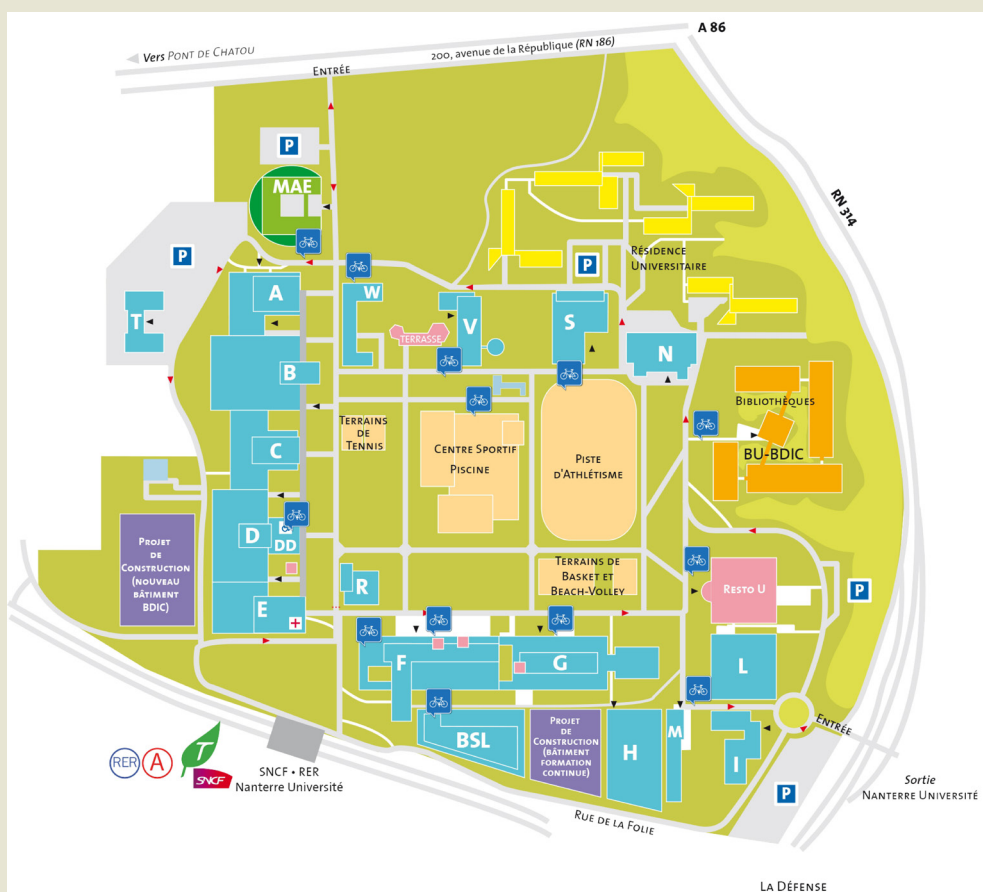 A 86
Vers PONT DE CHATOU
200, avenue de la République (RN 186)
ENTRÉE
P
MAE
RN 314
P
P
RÉSIDENCE
UNIVERSITAIRE
A
W
T
TERRASSE
V
S
N
B
BIBLIOTHÈQUES
BU-BDIC
TERRAINS
DE
TENNIS
CENTRE SPORTIF
PISCINE
PISTE
D'ATHLÉTISME
C
D
DD
PROJET
DE
CONSTRUCTION
(NOUVEAU
BÂTIMENT
BDIC)
TERRAINS DE
BASKET ET
BEACH-VOLLEY
R
RESTO U
P
E
F
G
L
BSL
PROJET
DE
CONSTRUCTION
(BÂTIMENT
FORMATION
CONTINUE)
H
M
I
ENTRÉE
P
RER
A
T
SNCF
SNCF • RER
Nanterre Université
Sortie
NANTERRE UNIVERSITÉ
RUE DE LA FOLIE
LA DÉFENSE